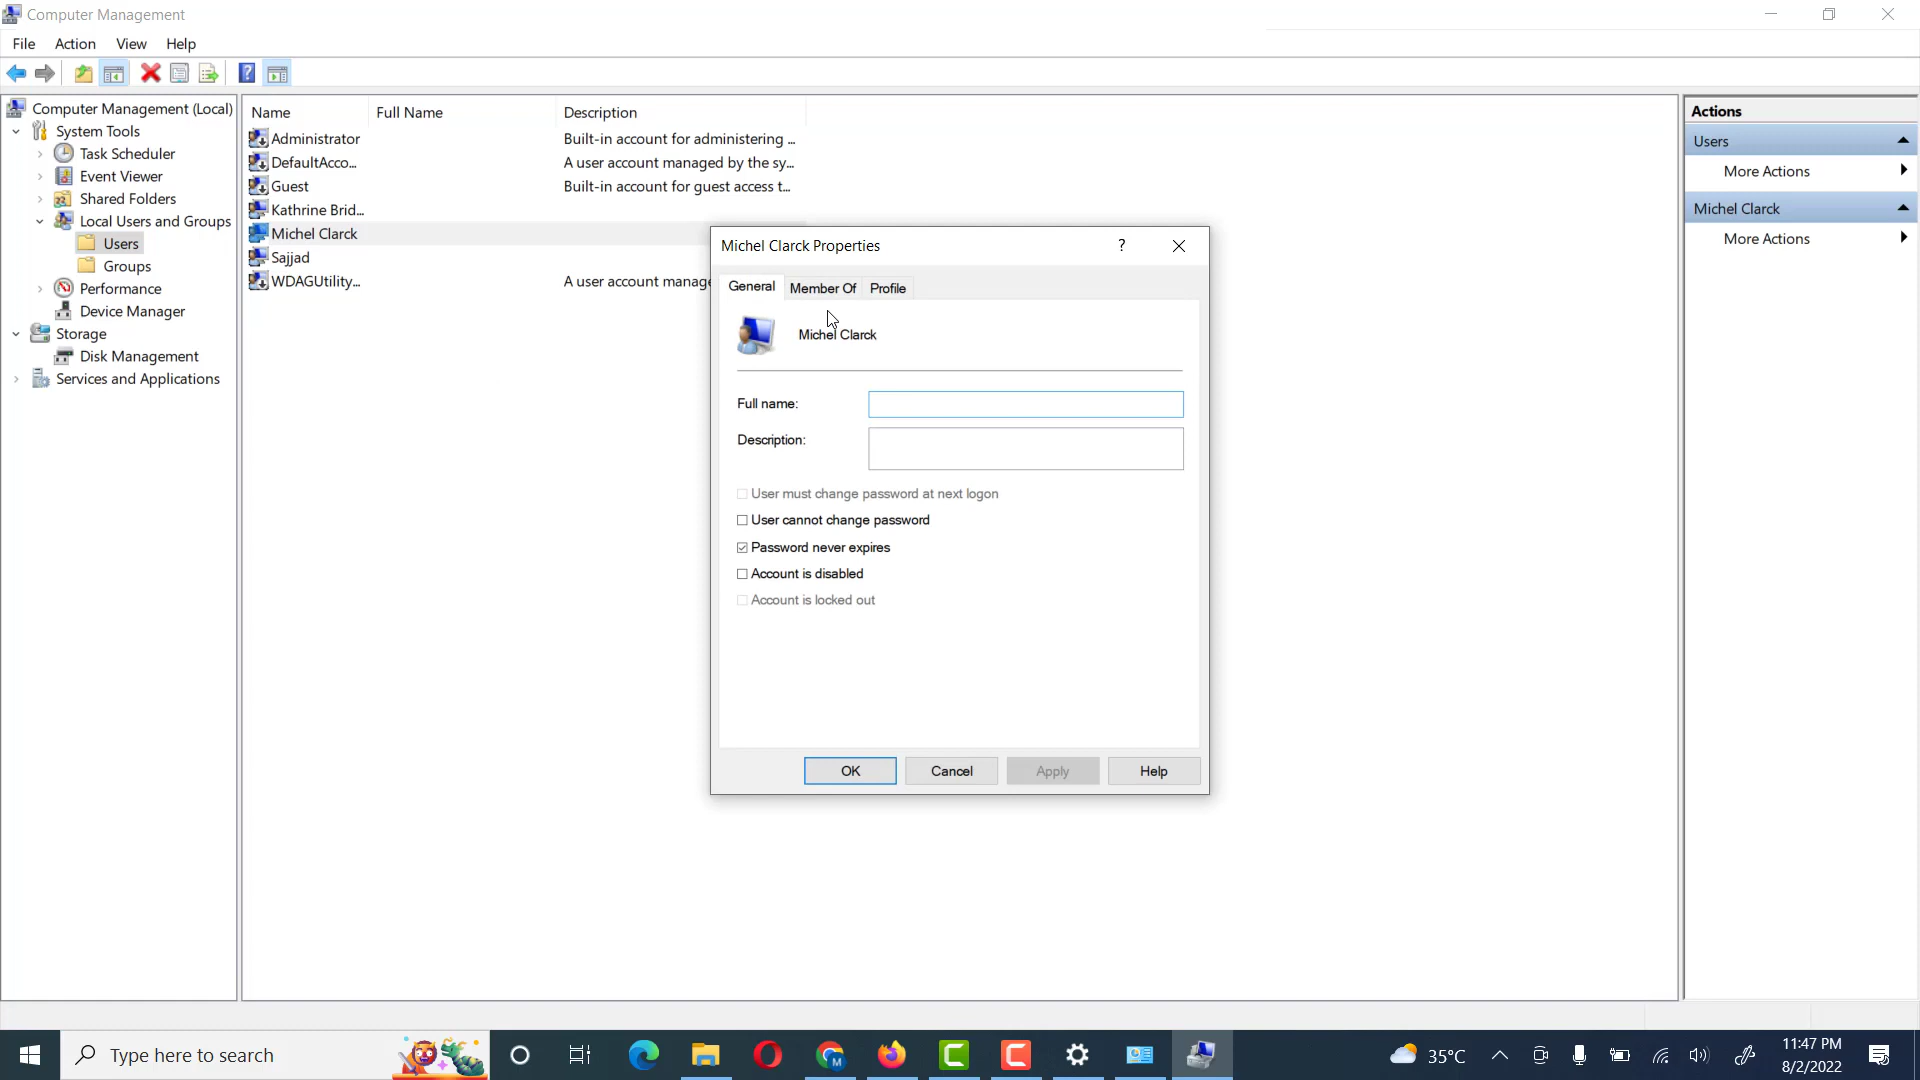 Computer Management
File Action View Help
Computer Management (Local)
System Tools
Task Scheduler
Event Viewer
Shared Folders
Local Users and Groups
Users
Groups
Performance
Device Manager
Storage
Disk Management
Services and Applications
Name Full Name Description
Administrator Built-in account for administering ...
DefaultAcco... A user account managed by the sy...
Guest Built-in account for guest access t...
Kathrine Brid...
Michel Clarck
Sajjad
WDAGUtility... A user account manage
Actions
Users
More Actions
Michel Clarck
More Actions
Michel Clarck Properties ?
General Member Of Profile
Michel Clarck
Full name:
Description:
User must change password at next logon
User cannot change password
Password never expires
Account is disabled
Account is locked out
OK Cancel Apply Help
Type here to search
M
35°C
11:47 PM
8/2/2022